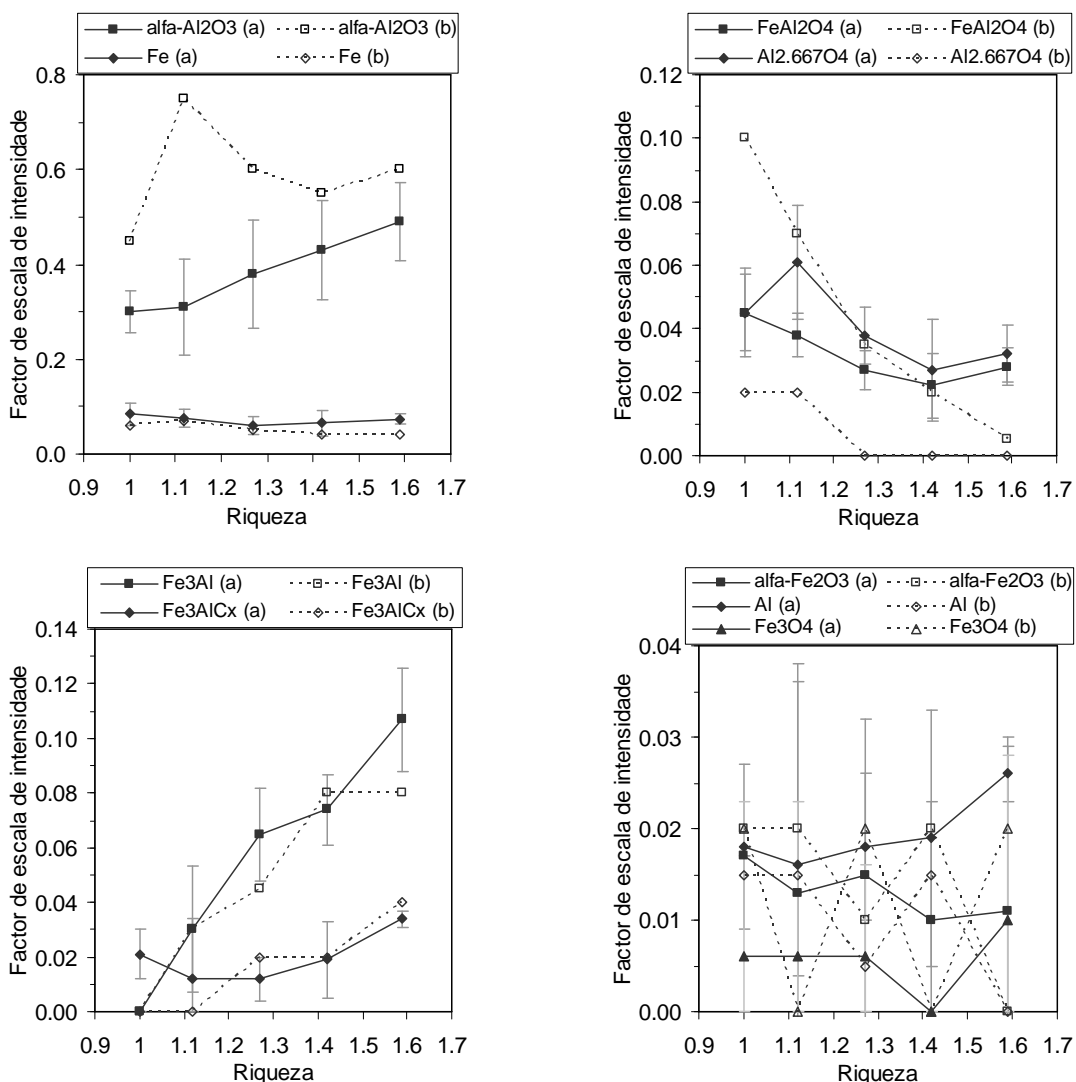 alfa-Al2O3 (a) alfa-Al2O3 (b)
Fe (a) Fe (b)
Factor de escala de intensidade
0.8
0.6
0.4
0.2
0.0
0.9 1 1.1 1.2 1.3 1.4 1.5 1.6 1.7
Riqueza
FeAl2O4 (a) FeAl2O4 (b)
Al2.667O4 (a) Al2.667O4 (b)
Factor de escala de intensidade
0.12
0.10
0.08
0.06
0.04
0.02
0.00
0.9 1 1.1 1.2 1.3 1.4 1.5 1.6 1.7
Riqueza
Fe3Al (a) Fe3Al (b)
Fe3AlCx (a) Fe3AlCx (b)
Factor de escala de intensidade
0.14
0.12
0.10
0.08
0.06
0.04
0.02
0.00
0.9 1 1.1 1.2 1.3 1.4 1.5 1.6 1.7
Riqueza
alfa-Fe2O3 (a) alfa-Fe2O3 (b)
Al (a) Al (b)
Fe3O4 (a) Fe3O4 (b)
Factor de escala de intensidade
0.04
0.03
0.02
0.01
0.00
0.9 1 1.1 1.2 1.3 1.4 1.5 1.6 1.7
Riqueza